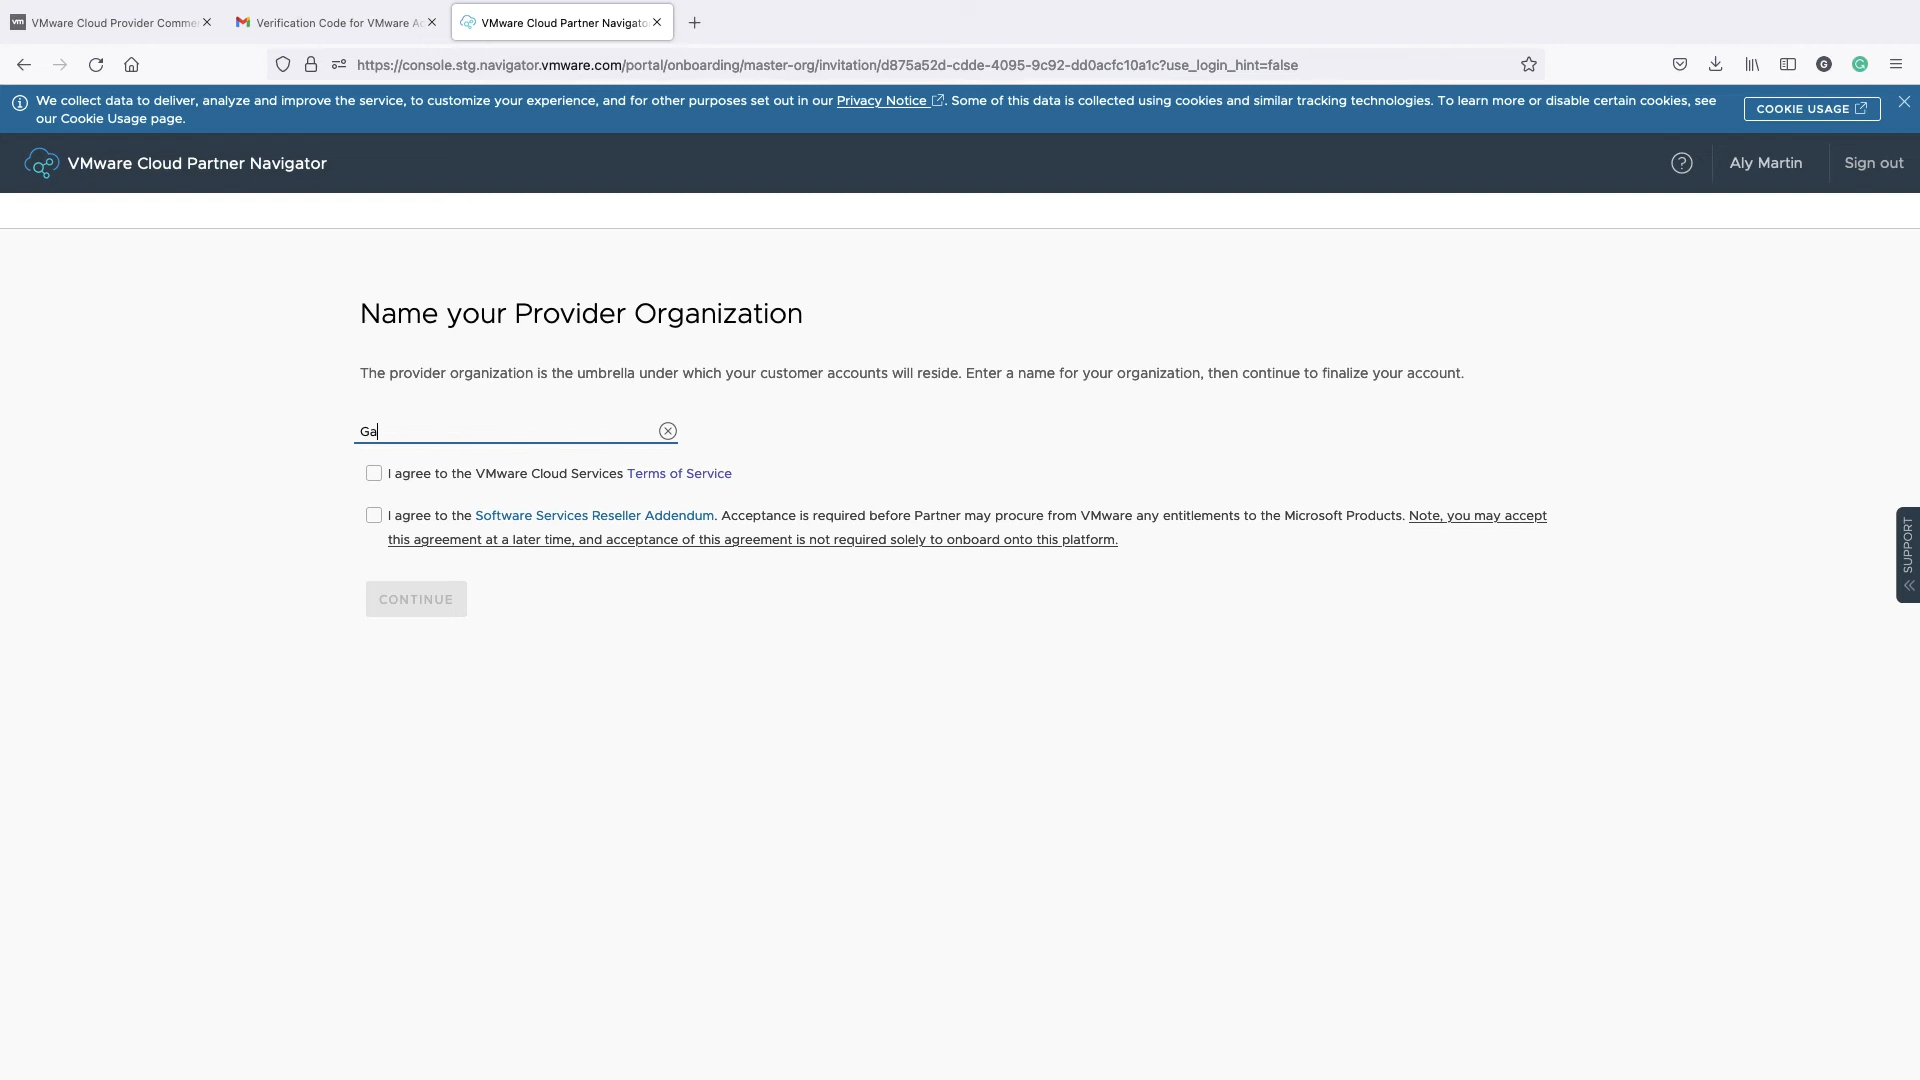 VMware Cloud Provider Comme
Verification Code for VMware Ac
VMware Cloud Partner Navigato
https://console.stg.navigator.vmware.com/portal/onboarding/master-org/invitation/d875a52d-cdde-4095-9c92-dd0acfc10a1c?use_login_hint=false
We collect data to deliver, analyze and improve the service, to customize your experience, and for other purposes set out in our Privacy Notice. Some of this data is collected using cookies and similar tracking technologies. To learn more or disable certain cookies, see
our Cookie Usage page.
COOKIE USAGE
VMware Cloud Partner Navigator
Aly Martin
Sign out
Name your Provider Organization
The provider organization is the umbrella under which your customer accounts will reside. Enter a name for your organization, then continue to finalize your account.
Ga
I agree to the VMware Cloud Services Terms of Service
I agree to the Software Services Reseller Addendum. Acceptance is required before Partner may procure from VMware any entitlements to the Microsoft Products. Note, you may accept
this agreement at a later time, and acceptance of this agreement is not required solely to onboard onto this platform.
CONTINUE
SUPPORT